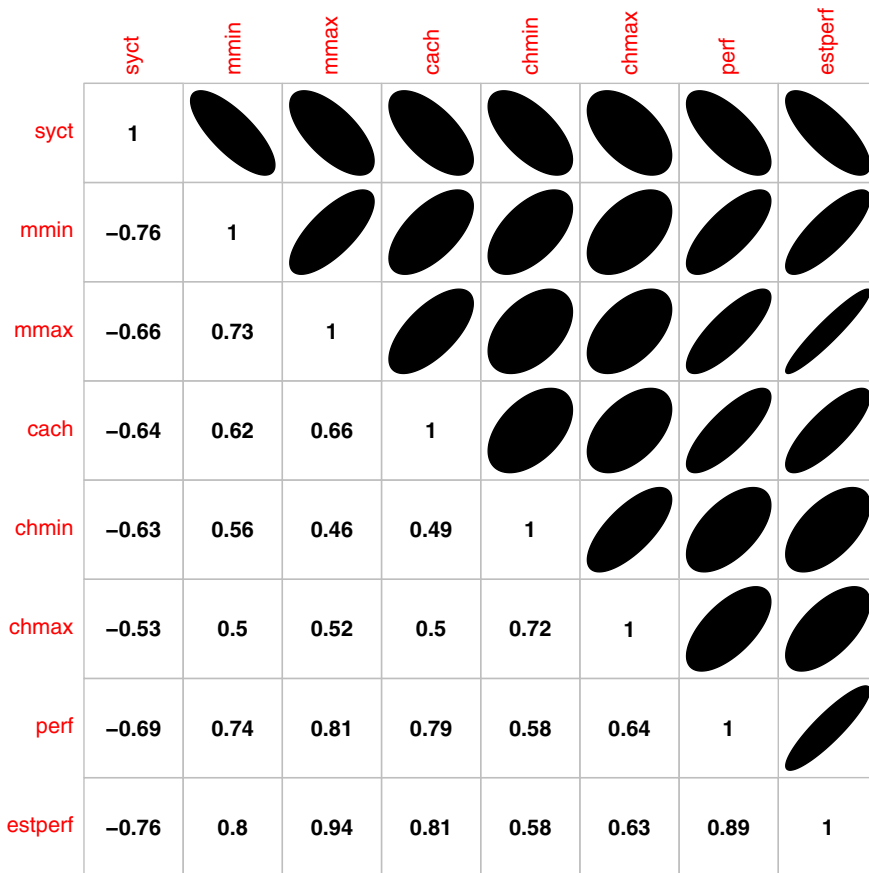 syct mmin mmax cach chmin chmax perf estperf
syct 1
mmin −0.76 1
mmax −0.66 0.73 1
cach −0.64 0.62 0.66 1
chmin −0.63 0.56 0.46 0.49 1
chmax −0.53 0.5 0.52 0.5 0.72 1
perf −0.69 0.74 0.81 0.79 0.58 0.64 1
estperf −0.76 0.8 0.94 0.81 0.58 0.63 0.89 1